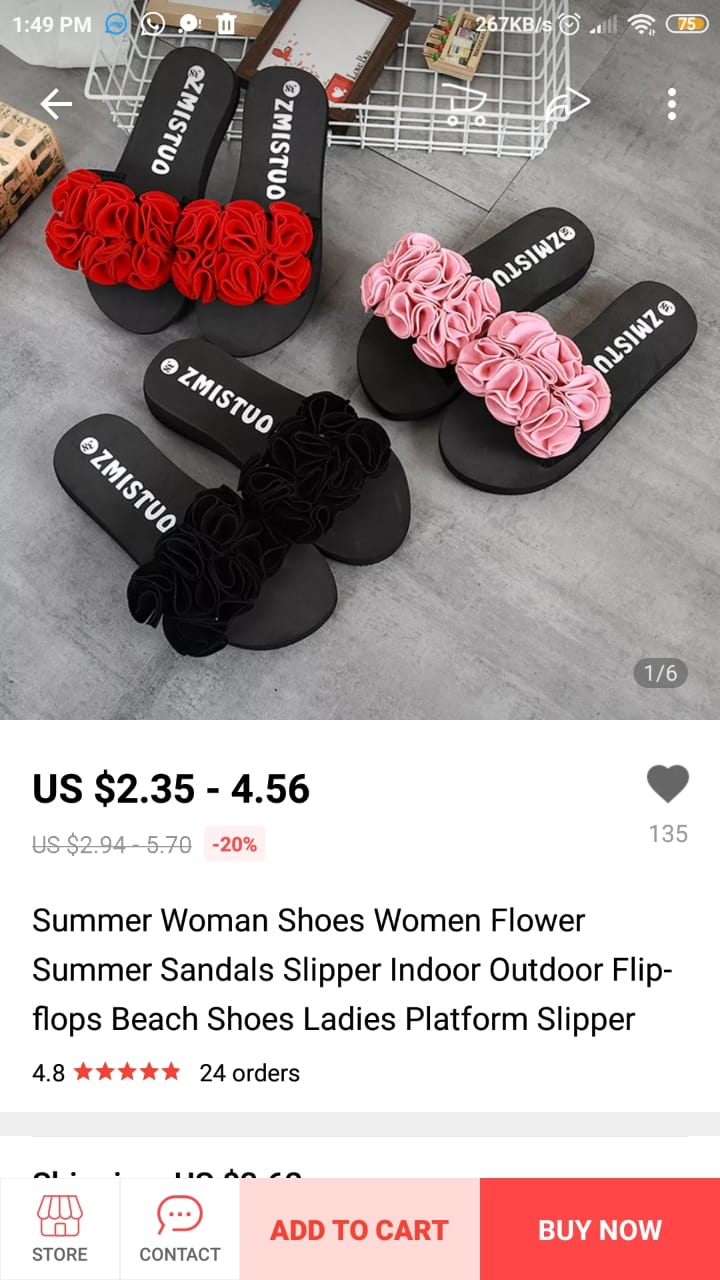 1:49 PM
267KB/s
75
ZMISTUO
ZMISTUO
ZMISTUO
ZMISTUO
ZMISTUO
ZMISTUO
1/6
US $2.35 - 4.56
US $2.94 - 5.70 -20%
135
Summer Woman Shoes Women Flower
Summer Sandals Slipper Indoor Outdoor Flip-
flops Beach Shoes Ladies Platform Slipper
4.8 24 orders
STORE
CONTACT
ADD TO CART
BUY NOW